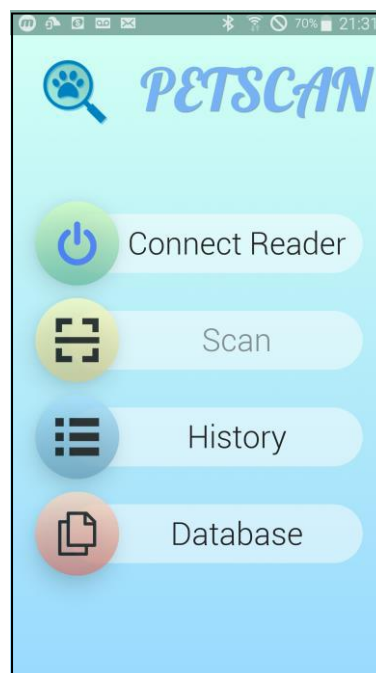 70% 21:31
PETSCAN
Connect Reader
Scan
History
Database